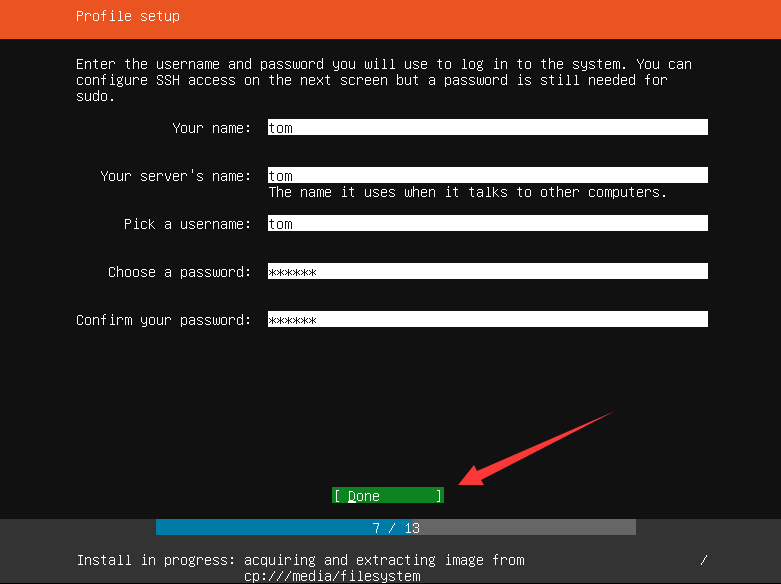 Profile setup
Enter the username and password you will use to log in to the system. You can
configure SSH access on the next screen but a password is still needed for
sudo.
Your name: tom
Your server's name: tom
The name it uses when it talks to other computers.
Pick a username: tom
Choose a password: ******
Confirm your password: ******
[ Done ]
7 / 13
Install in progress: acquiring and extracting image from /
cp:///media/filesystem